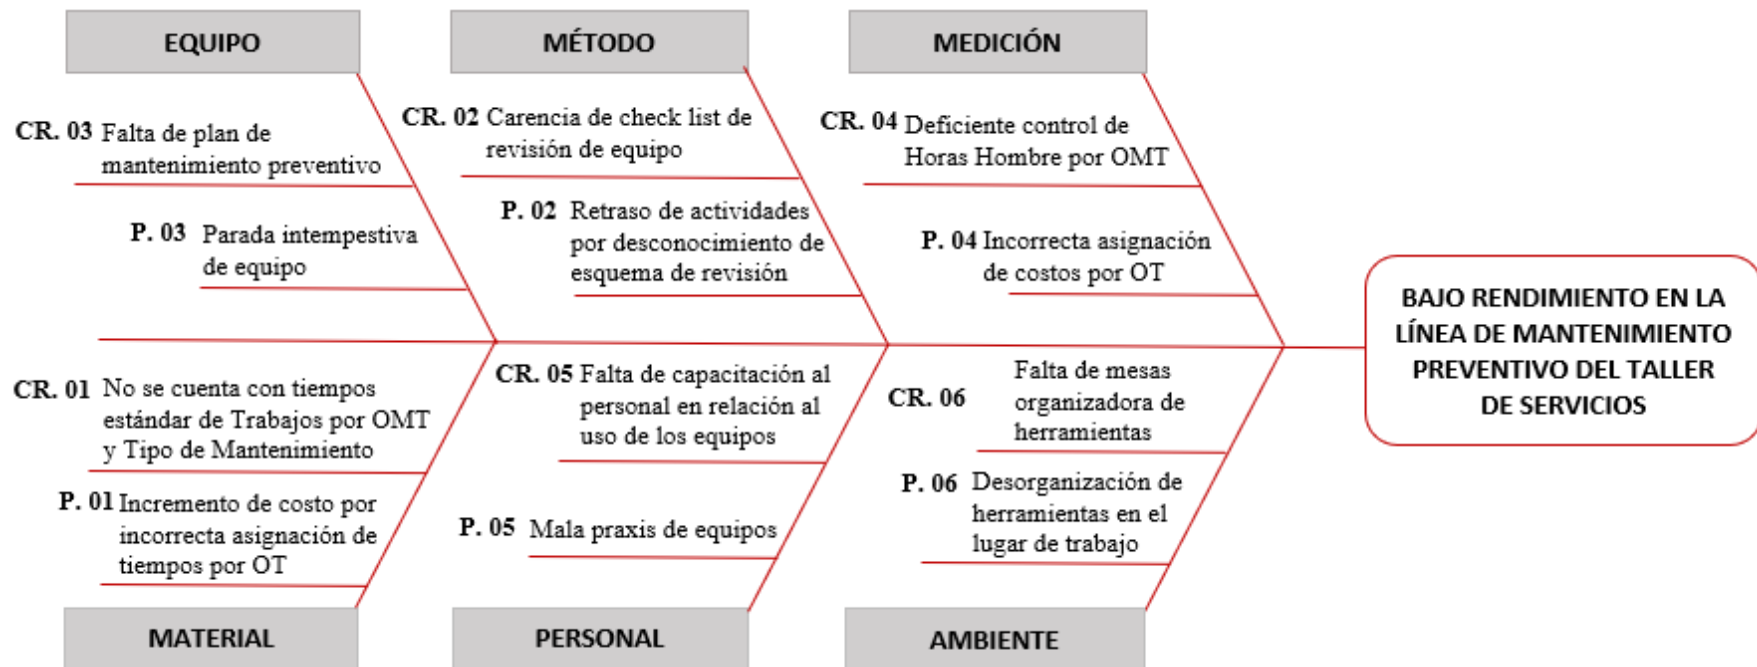 EQUIPO
CR. 03 Falta de plan de
mantenimiento preventivo
P. 03 Parada intempestiva
de equipo
MÉTODO
CR. 02 Carencia de check list de
revisión de equipo
P. 02 Retraso de actividades
por desconocimiento de
esquema de revisión
MEDICIÓN
CR. 04 Deficiente control de
Horas Hombre por OMT
P. 04 Incorrecta asignación
de costos por OT
BAJO RENDIMIENTO EN LA
LÍNEA DE MANTENIMIENTO
PREVENTIVO DEL TALLER
DE SERVICIOS
CR. 01 No se cuenta con tiempos
estándar de Trabajos por OMT
y Tipo de Mantenimiento
P. 01 Incremento de costo por
incorrecta asignación de
tiempos por OT
MATERIAL
CR. 05 Falta de capacitación al
personal en relación al
uso de los equipos
P. 05 Mala praxis de equipos
PERSONAL
CR. 06 Falta de mesas
organizadora de
herramientas
P. 06 Desorganización de
herramientas en el
lugar de trabajo
AMBIENTE